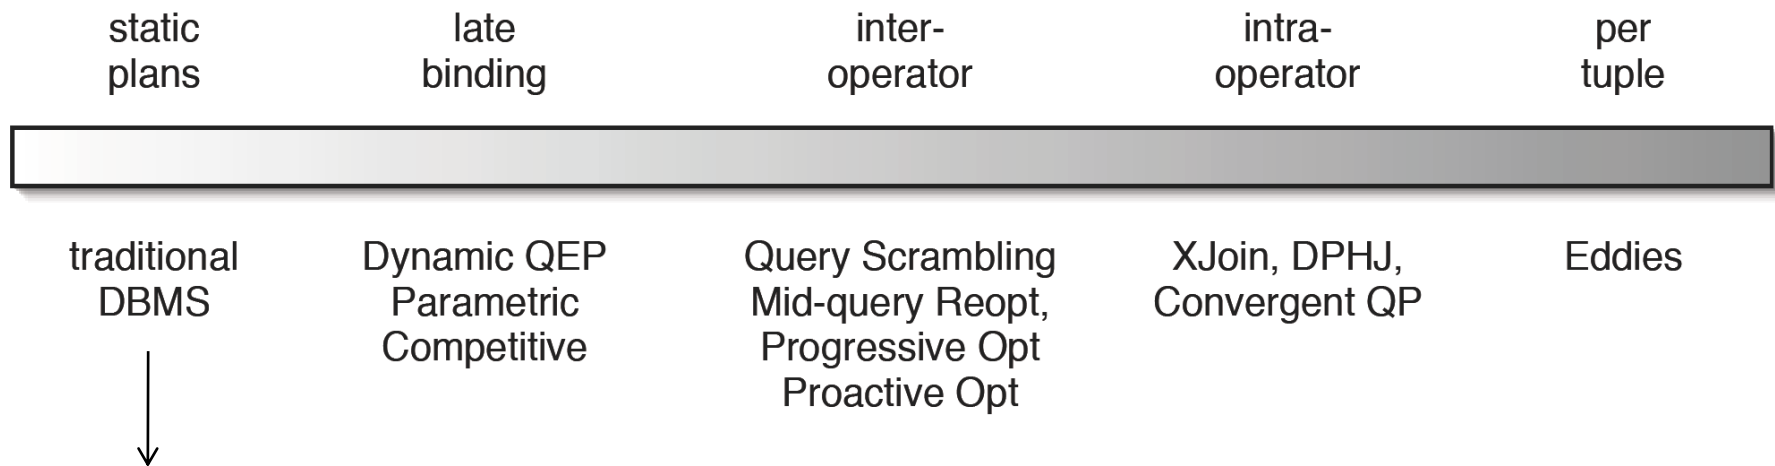 static
plans
late
binding
inter-
operator
intra-
operator
per
tuple
traditional
DBMS
Dynamic QEP
Parametric
Competitive
Query Scrambling
Mid-query Reopt,
Progressive Opt
Proactive Opt
XJoin, DPHJ,
Convergent QP
Eddies